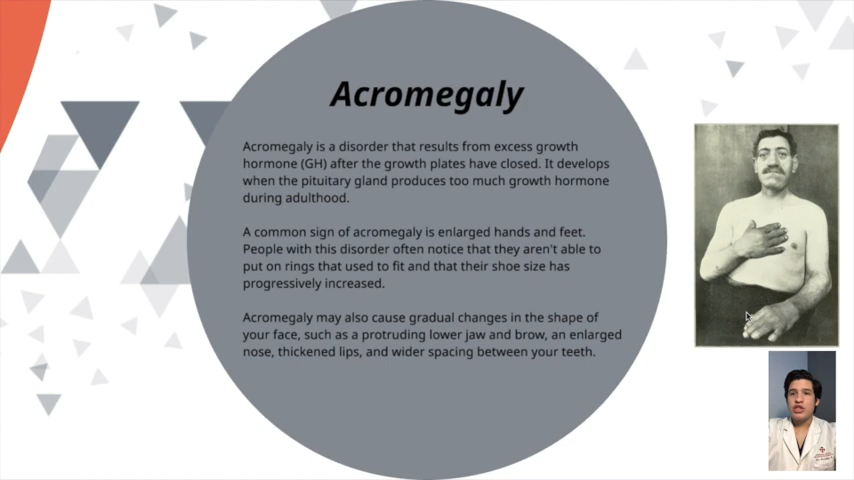 Acromegaly
Acromegaly is a disorder that results from excess growth
hormone (GH) after the growth plates have closed. It develops
when the pituitary gland produces too much growth hormone
during adulthood.
A common sign of acromegaly is enlarged hands and feet.
People with this disorder often notice that they aren't able to
put on rings that used to fit and that their shoe size has
progressively increased.
Acromegaly may also cause gradual changes in the shape of
your face, such as a protruding lower jaw and brow, an enlarged
nose, thickened lips, and wider spacing between your teeth.